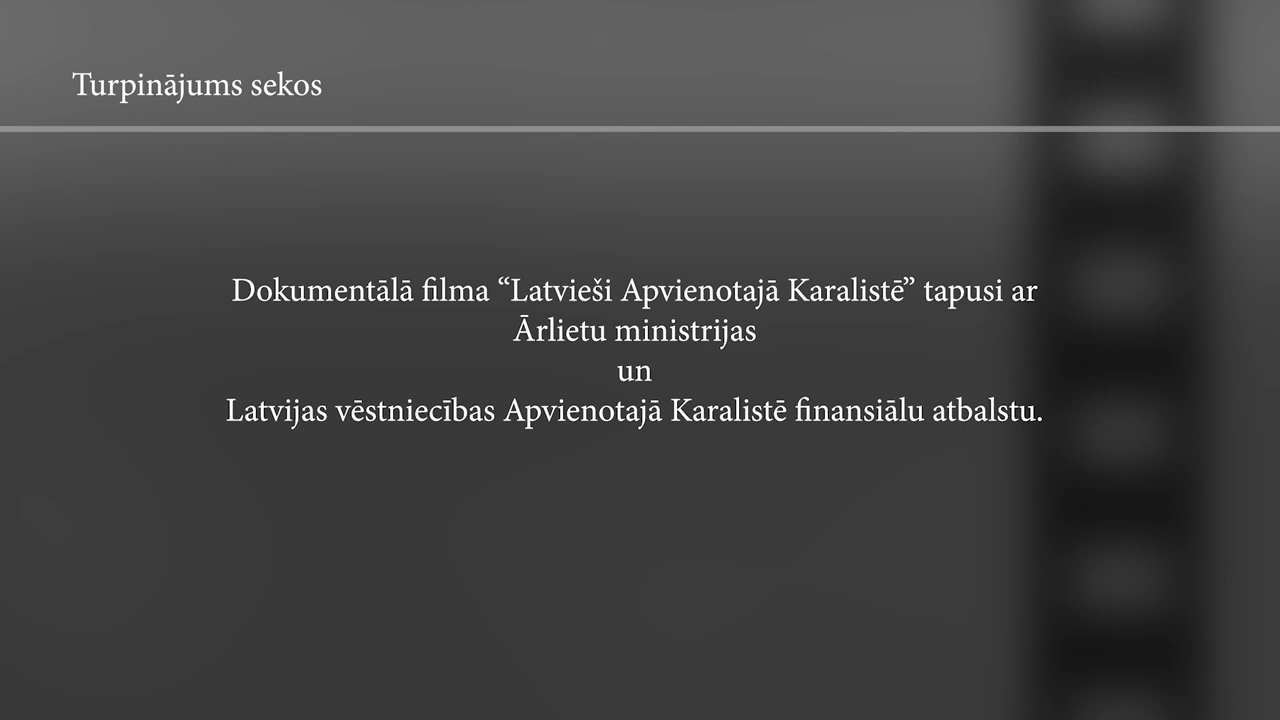 Turpinājums sekos
Dokumentālā filma “Latvieši Apvienotajā Karalistē” tapusi ar
Ārlietu ministrijas
un
Latvijas vēstniecības Apvienotajā Karalistē finansiālu atbalstu.